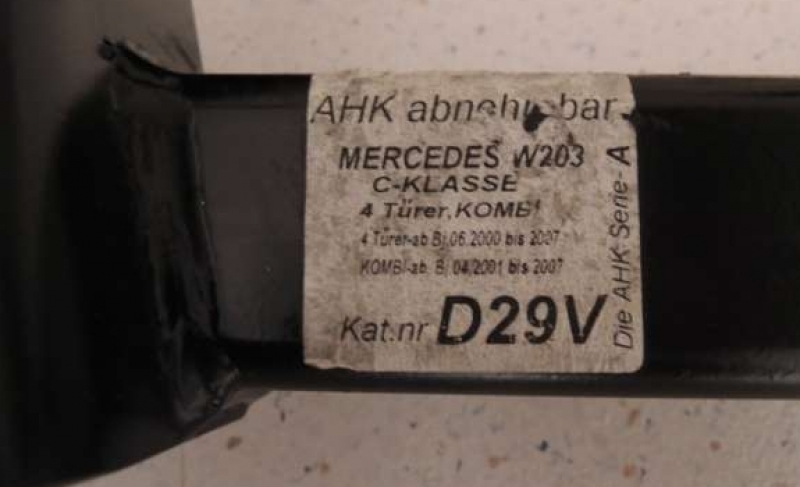 AHK abnehmbar
MERCEDES W203
C-KLASSE
4 Türer, KOMBI
4 Türer-ab Bj 06.2000 bis 2007
KOMBI-ab Bj 04.2001 bis 2007
Kat.nr D29V
Die AHK Serie-A